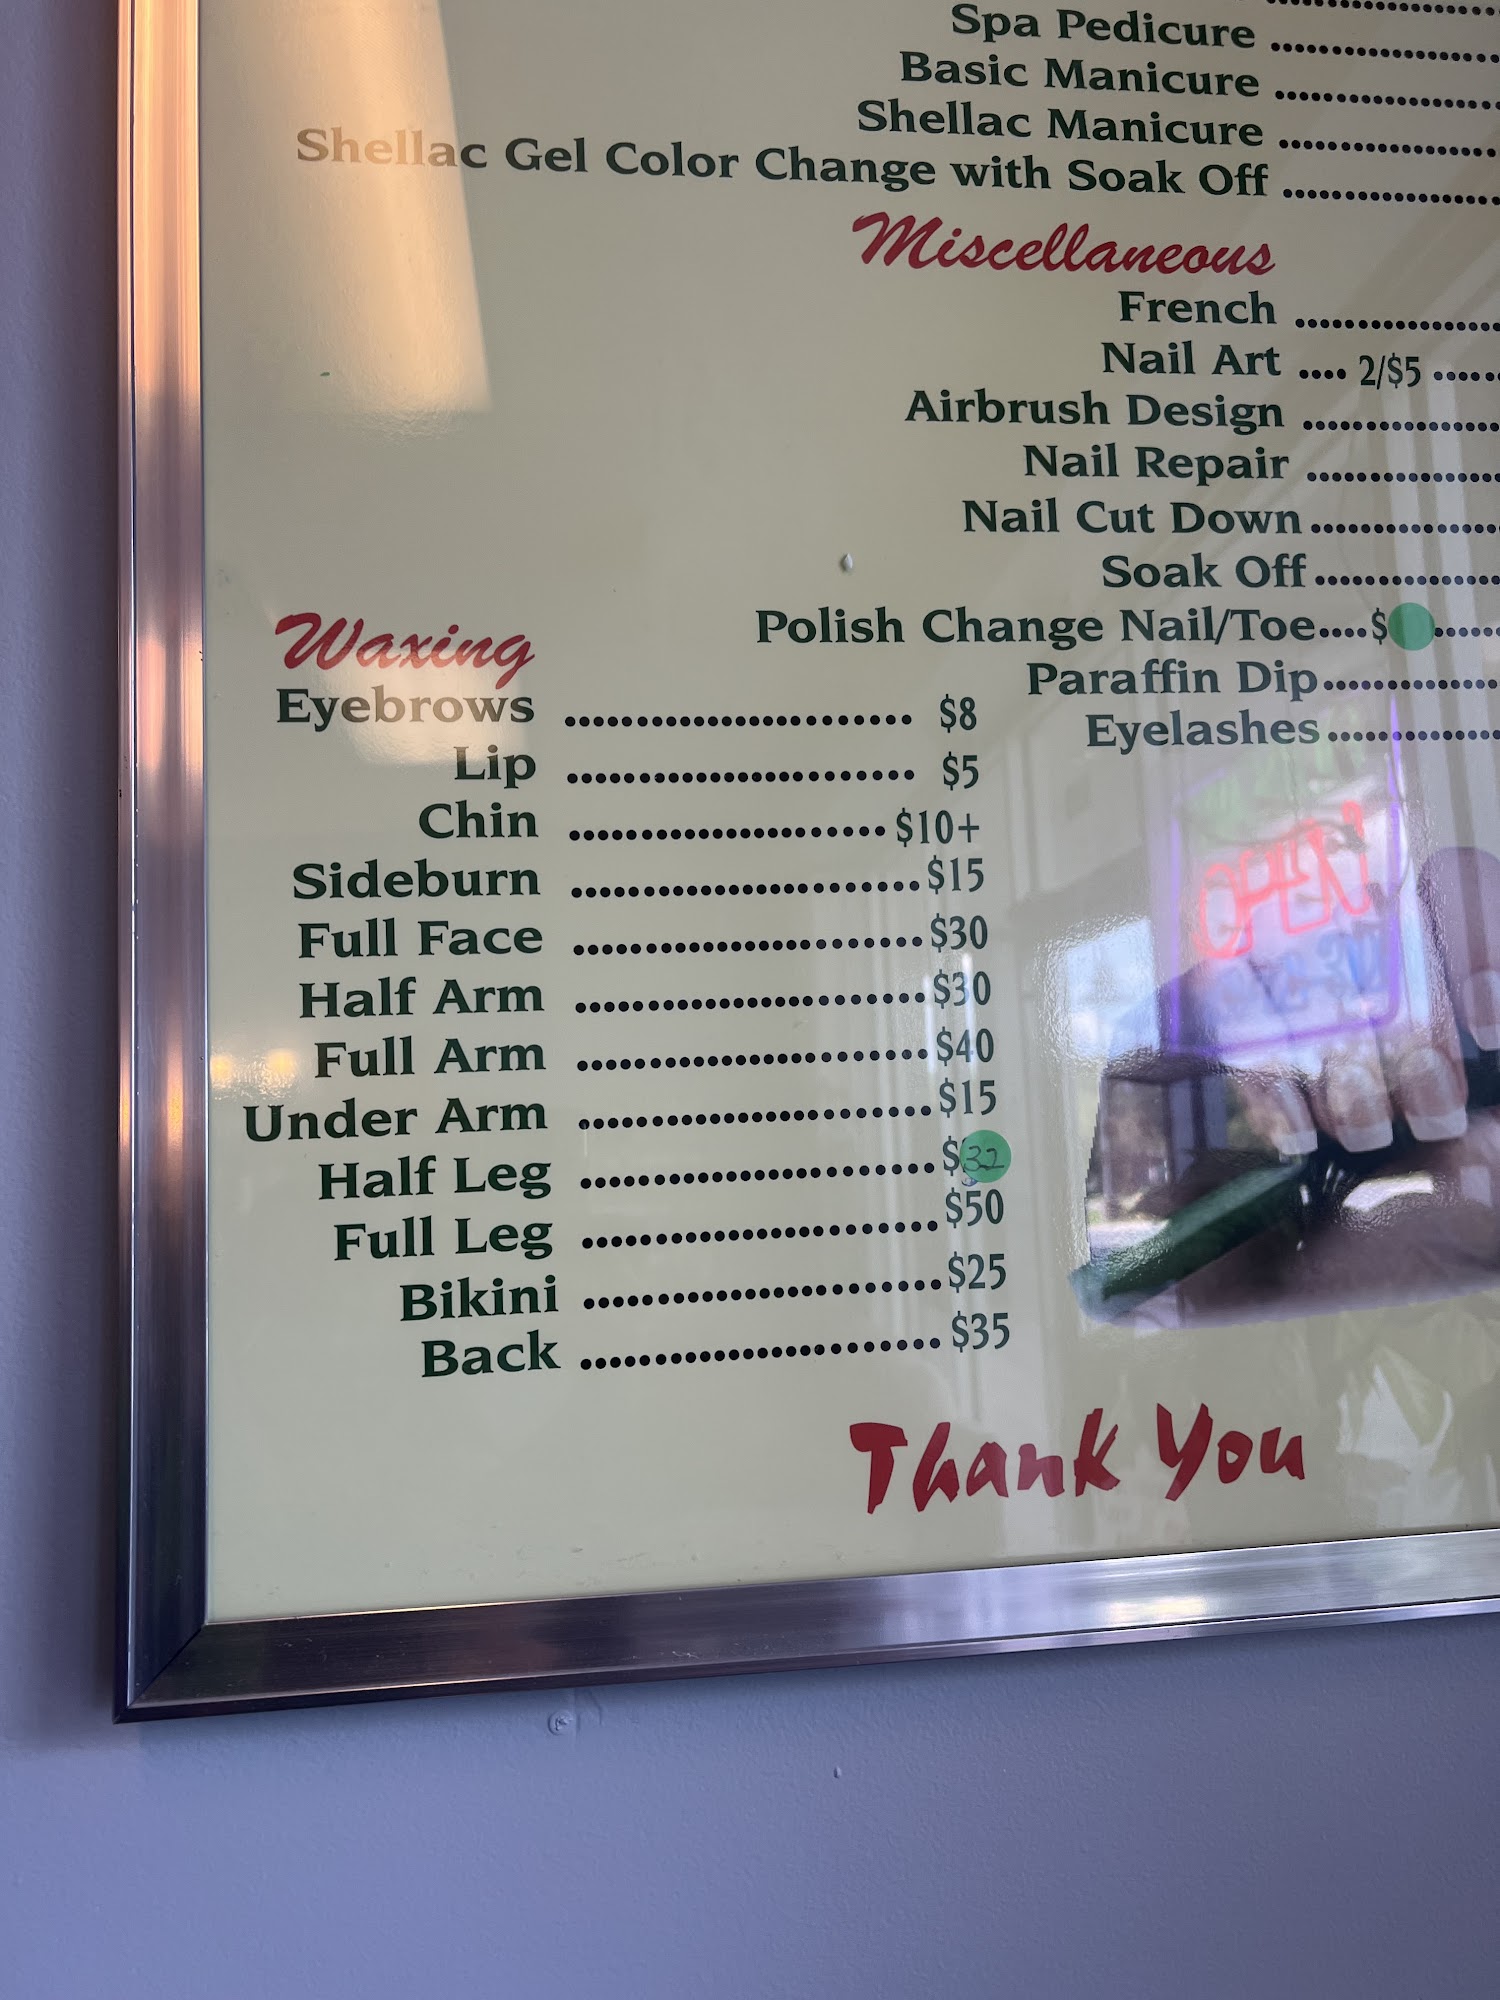 Spa Pedicure ....................
Basic Manicure ....................
Shellac Manicure ....................
Shellac Gel Color Change with Soak Off ....................
Miscellaneous
French ....................
Nail Art .... 2/$5 ......
Airbrush Design ....................
Nail Repair ....................
Nail Cut Down ....................
Soak Off ....................
Polish Change Nail/Toe....$ ......
Paraffin Dip ....................
Eyelashes ....................
Waxing
Eyebrows ........................ $8
Lip ........................ $5
Chin ...................... $10+
Sideburn ........................ $15
Full Face ........................ $30
Half Arm ........................ $30
Full Arm ........................ $40
Under Arm ........................ $15
Half Leg ........................ $32
Full Leg ........................ $50
Bikini ........................ $25
Back ........................ $35
OPEN
Thank You